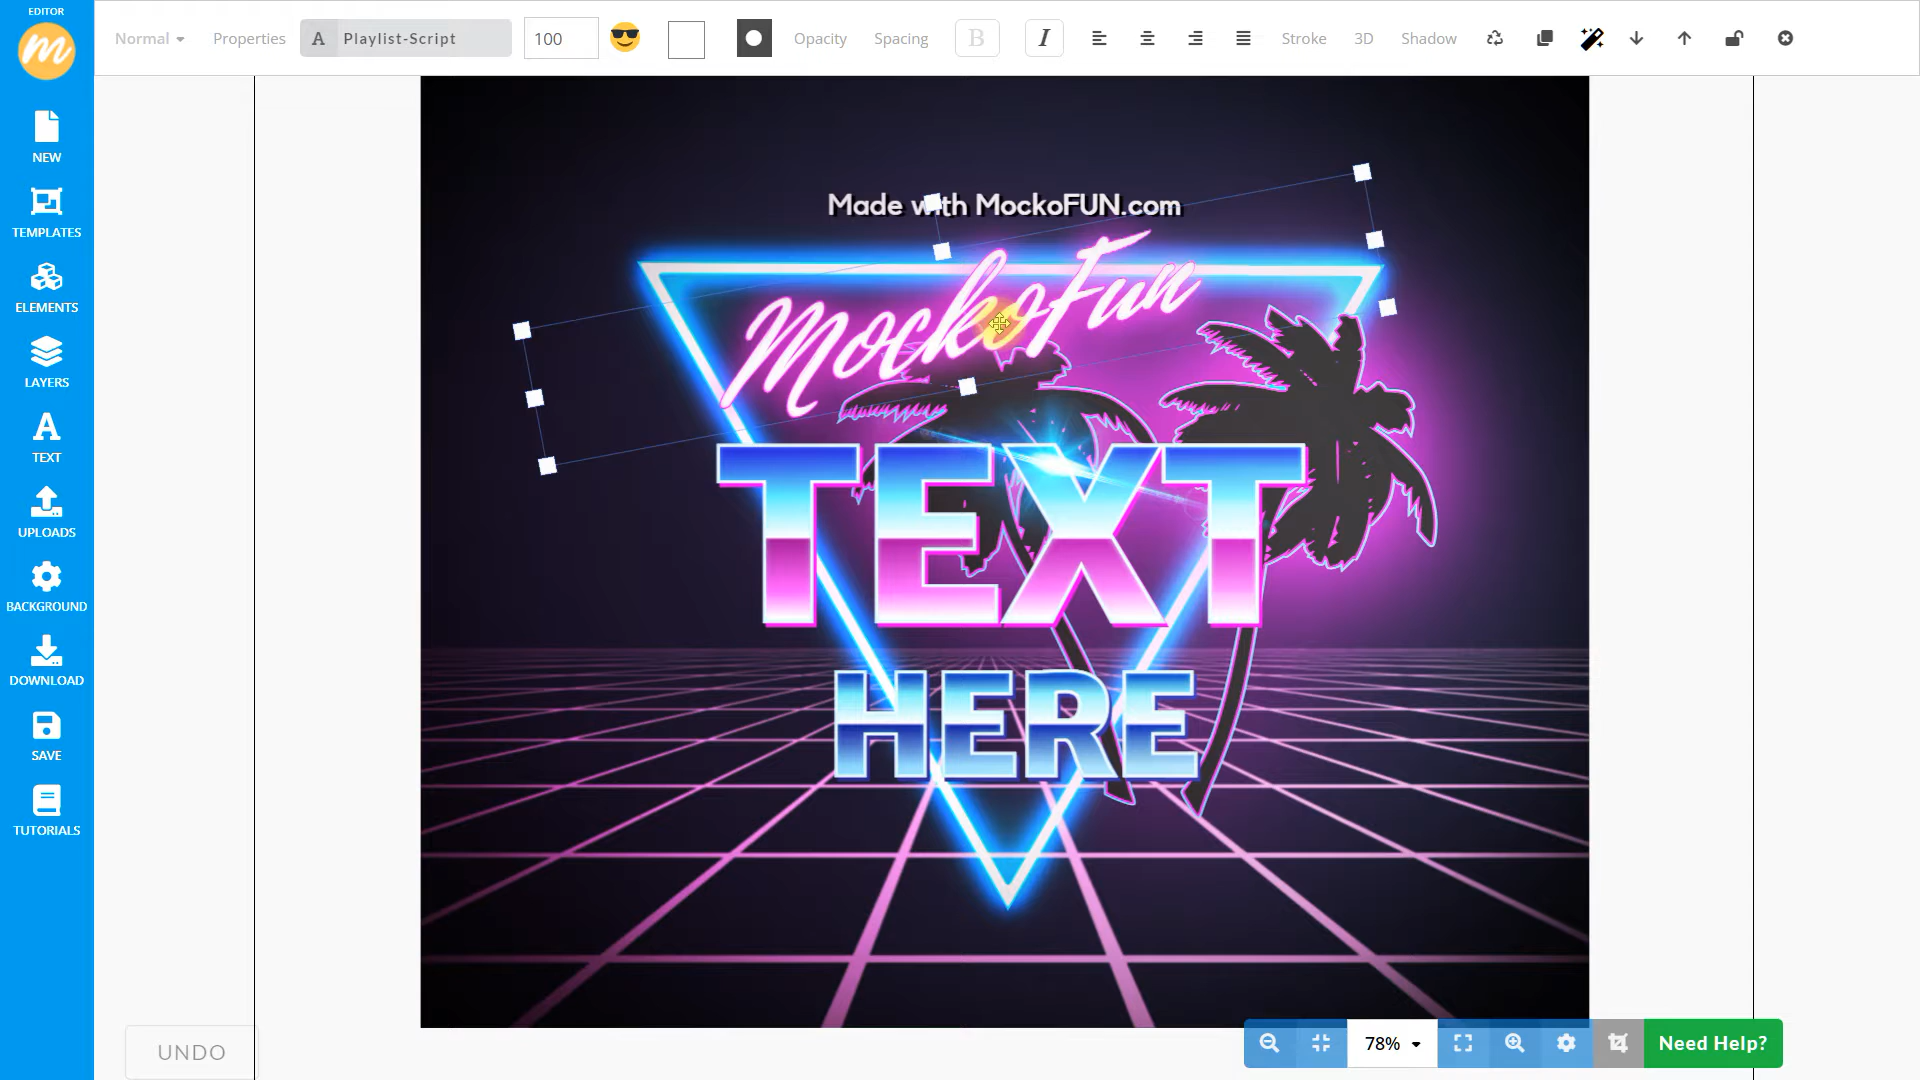 EDITOR
Normal Properties A Playlist-Script 100 Opacity Spacing B I Stroke 3D Shadow
NEW
TEMPLATES
ELEMENTS
LAYERS
A
TEXT
UPLOADS
BACKGROUND
DOWNLOAD
SAVE
TUTORIALS
Made with MockoFUN.com
MockoFun
TEXT
HERE
UNDO
78%
Need Help?